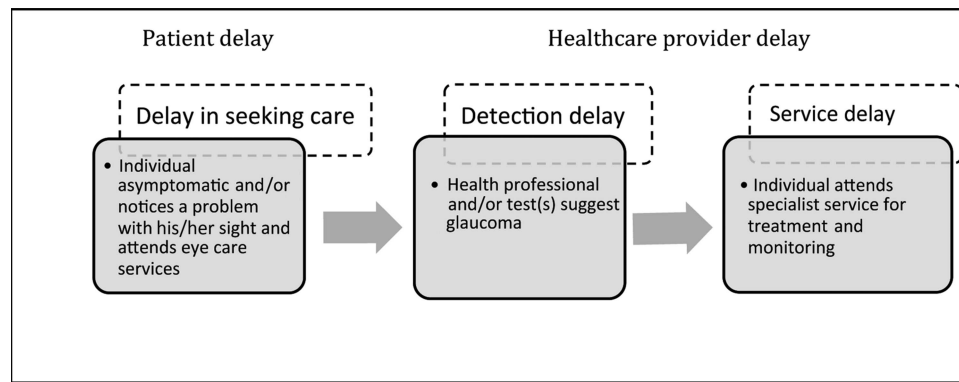 Patient delay
Healthcare provider delay
Delay in seeking care
• Individual
asymptomatic and/or
notices a problem
with his/her sight and
attends eye care
services
Detection delay
• Health professional
and/or test(s) suggest
glaucoma
Service delay
• Individual attends
specialist service for
treatment and
monitoring